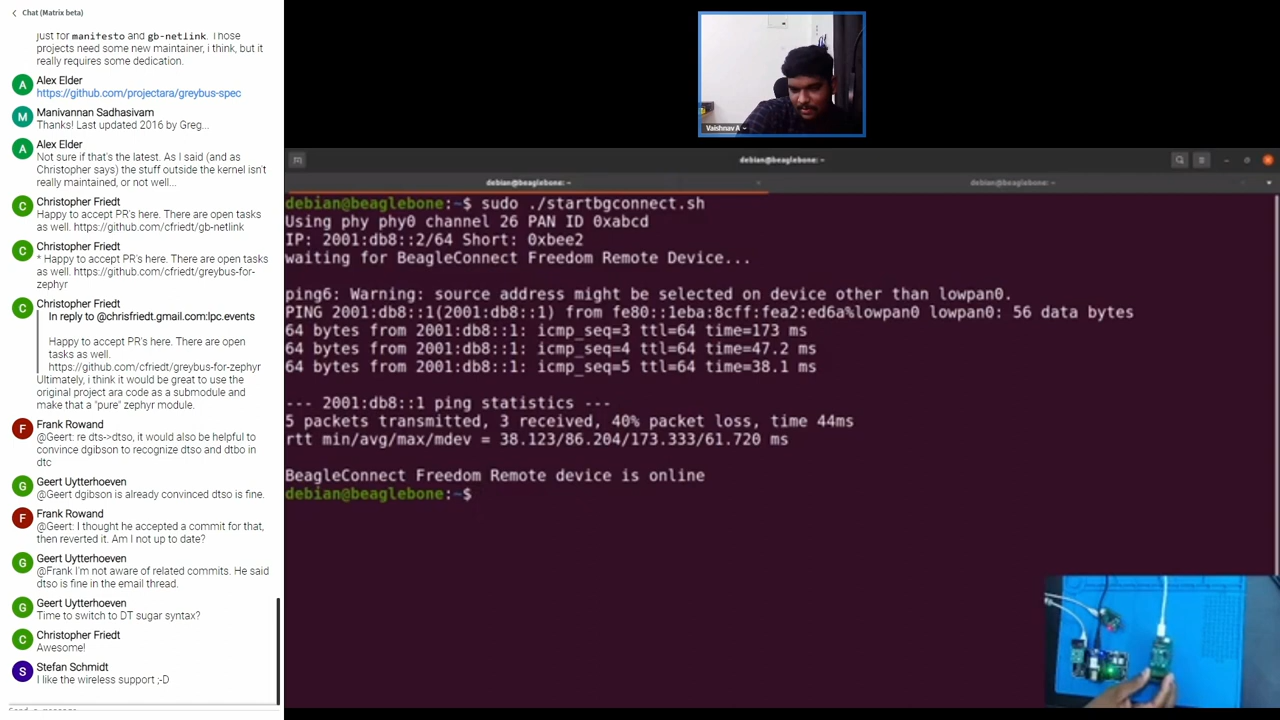 Chat (Matrix beta)
just for manifesto and gb-netlink. Those
projects need some new maintainer, i think, but it
really requires some dedication.
Alex Elder
https://github.com/projectara/greybus-spec
Manivannan Sadhasivam
Thanks! Last updated 2016 by Greg...
Alex Elder
Not sure if that's the latest. As I said (and as
Christopher says) the stuff outside the kernel isn't
really maintained, or not well...
Christopher Friedt
Happy to accept PR's here. There are open tasks
as well. https://github.com/cfriedt/gb-netlink
Christopher Friedt
* Happy to accept PR's here. There are open
tasks as well. https://github.com/cfriedt/greybus-for-
zephyr
Christopher Friedt
In reply to @chrisfriedt.gmail.com:lpc.events
Happy to accept PR's here. There are open
tasks as well.
https://github.com/cfriedt/greybus-for-zephyr
Ultimately, i think it would be great to use the
original project ara code as a submodule and
make that a "pure" zephyr module.
Frank Rowand
@Geert: re dts->dtso, it would also be helpful to
convince dgibson to recognize dtso and dtbo in
dtc
Geert Uytterhoeven
@Geert dgibson is already convinced dtso is fine.
Frank Rowand
@Geert: I thought he accepted a commit for that,
then reverted it. Am I not up to date?
Geert Uytterhoeven
@Frank I'm not aware of related commits. He said
dtso is fine in the email thread.
Geert Uytterhoeven
Time to switch to DT sugar syntax?
Christopher Friedt
Awesome!
Stefan Schmidt
I like the wireless support ;-D
Vaishnav A
debian@beaglebone: ~
debian@beaglebone: ~
debian@beaglebone: ~
debian@beaglebone:~$ sudo ./startbgconnect.sh
Using phy phy0 channel 26 PAN ID 0xabcd
IP: 2001:db8::2/64 Short: 0xbee2
waiting for BeagleConnect Freedom Remote Device...
ping6: Warning: source address might be selected on device other than lowpan0.
PING 2001:db8::1(2001:db8::1) from fe80::1eba:8cff:fea2:ed6a%lowpan0 lowpan0: 56 data bytes
64 bytes from 2001:db8::1: icmp_seq=3 ttl=64 time=173 ms
64 bytes from 2001:db8::1: icmp_seq=4 ttl=64 time=47.2 ms
64 bytes from 2001:db8::1: icmp_seq=5 ttl=64 time=38.1 ms
--- 2001:db8::1 ping statistics ---
5 packets transmitted, 3 received, 40% packet loss, time 44ms
rtt min/avg/max/mdev = 38.123/86.204/173.333/61.720 ms
BeagleConnect Freedom Remote device is online
debian@beaglebone:~$